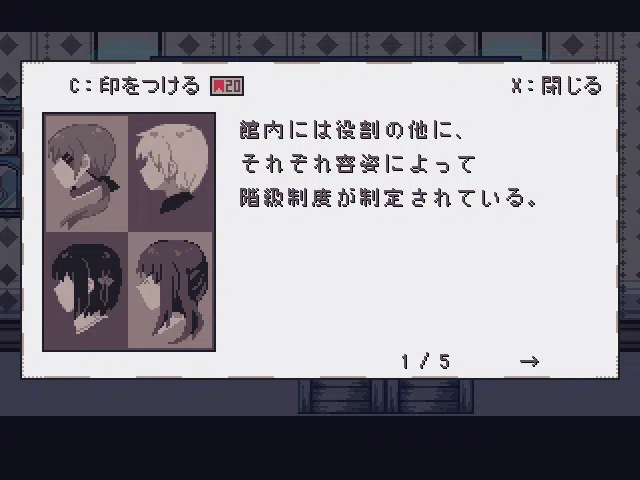 C：印をつける 20
X：閉じる
館内には役割の他に、
それぞれ容姿によって
階級制度が制定されている。
1 / 5 →